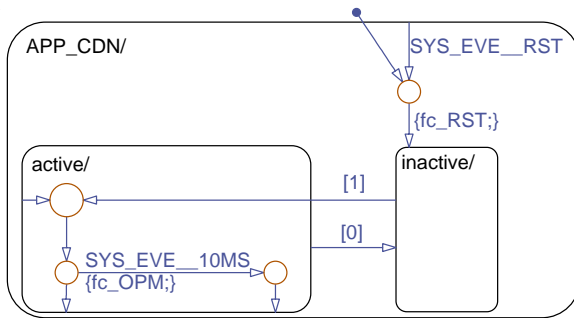 APP_CDN/
SYS_EVE__RST
{fc_RST;}
active/
inactive/
[1]
[0]
SYS_EVE__10MS
{fc_OPM;}